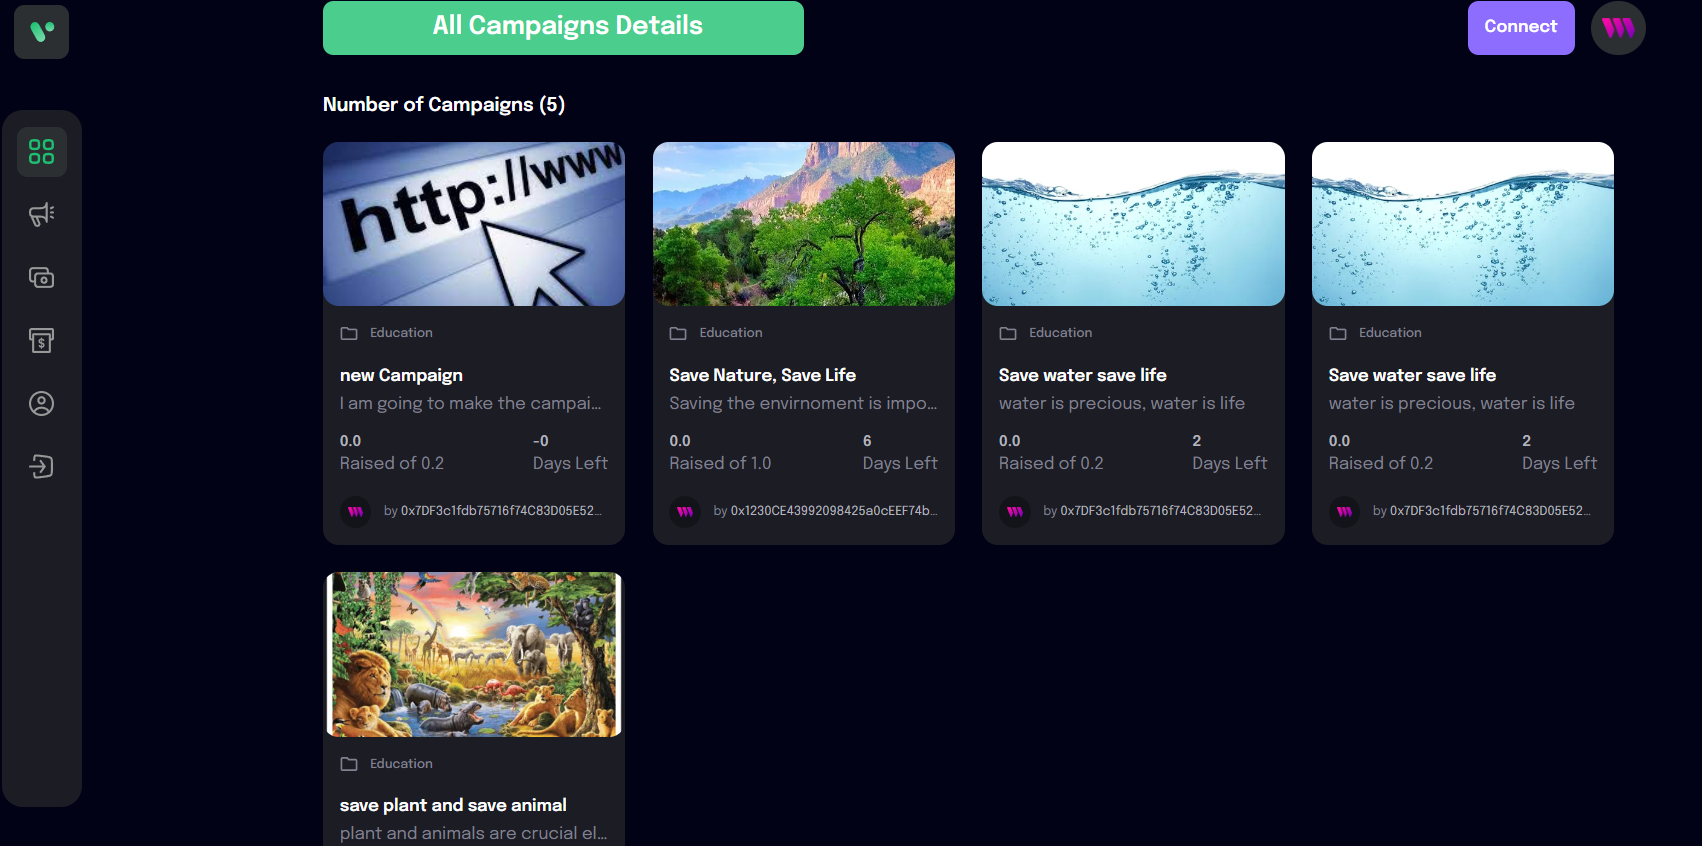 All Campaigns Details
Connect
Number of Campaigns (5)
http://www
Education
new Campaign
I am going to make the campai...
0.0
-0
Raised of 0.2
Days Left
by 0x7DF3c1fdb75716f74C83D05E52...
Education
Save Nature, Save Life
Saving the envirnoment is impo...
0.0
6
Raised of 1.0
Days Left
by 0x1230CE43992098425a0cEEF74b...
Education
Save water save life
water is precious, water is life
0.0
2
Raised of 0.2
Days Left
by 0x7DF3c1fdb75716f74C83D05E52...
Education
Save water save life
water is precious, water is life
0.0
2
Raised of 0.2
Days Left
by 0x7DF3c1fdb75716f74C83D05E52...
Education
save plant and save animal
plant and animals are crucial el...